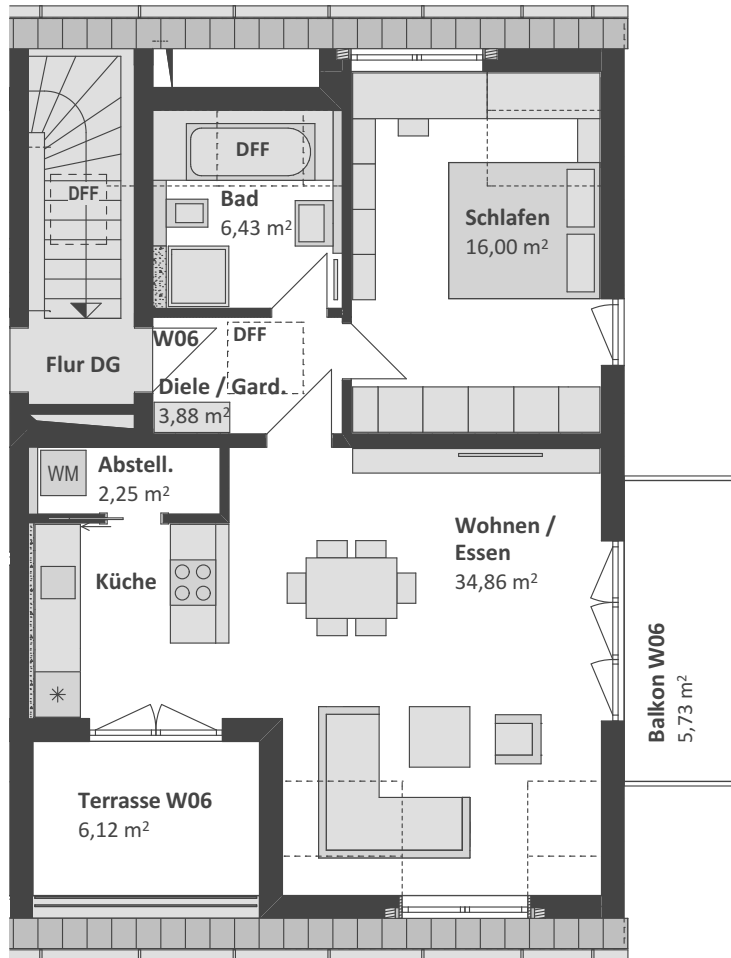 DFF
Bad
6,43 m²
DFF
Schlafen
16,00 m²
W06
DFF
Flur DG
Diele / Gard.
3,88 m²
WM
Abstell.
2,25 m²
Wohnen /
Essen
34,86 m²
Küche
Balkon W06
5,73 m²
Terrasse W06
6,12 m²